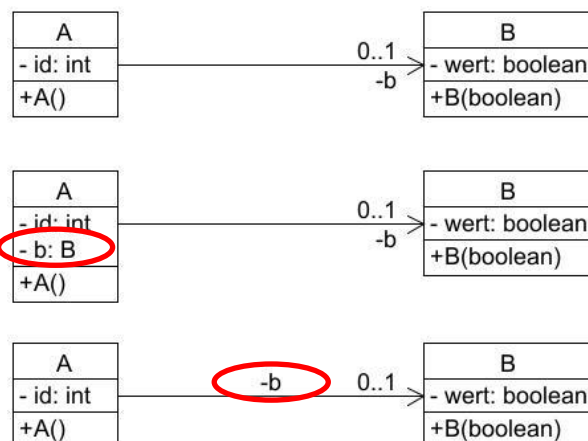 A
- id: int
+A()
0..1
-b
B
- wert: boolean
+B(boolean)
A
- id: int
- b: B
+A()
0..1
-b
B
- wert: boolean
+B(boolean)
A
- id: int
+A()
-b
0..1
B
- wert: boolean
+B(boolean)